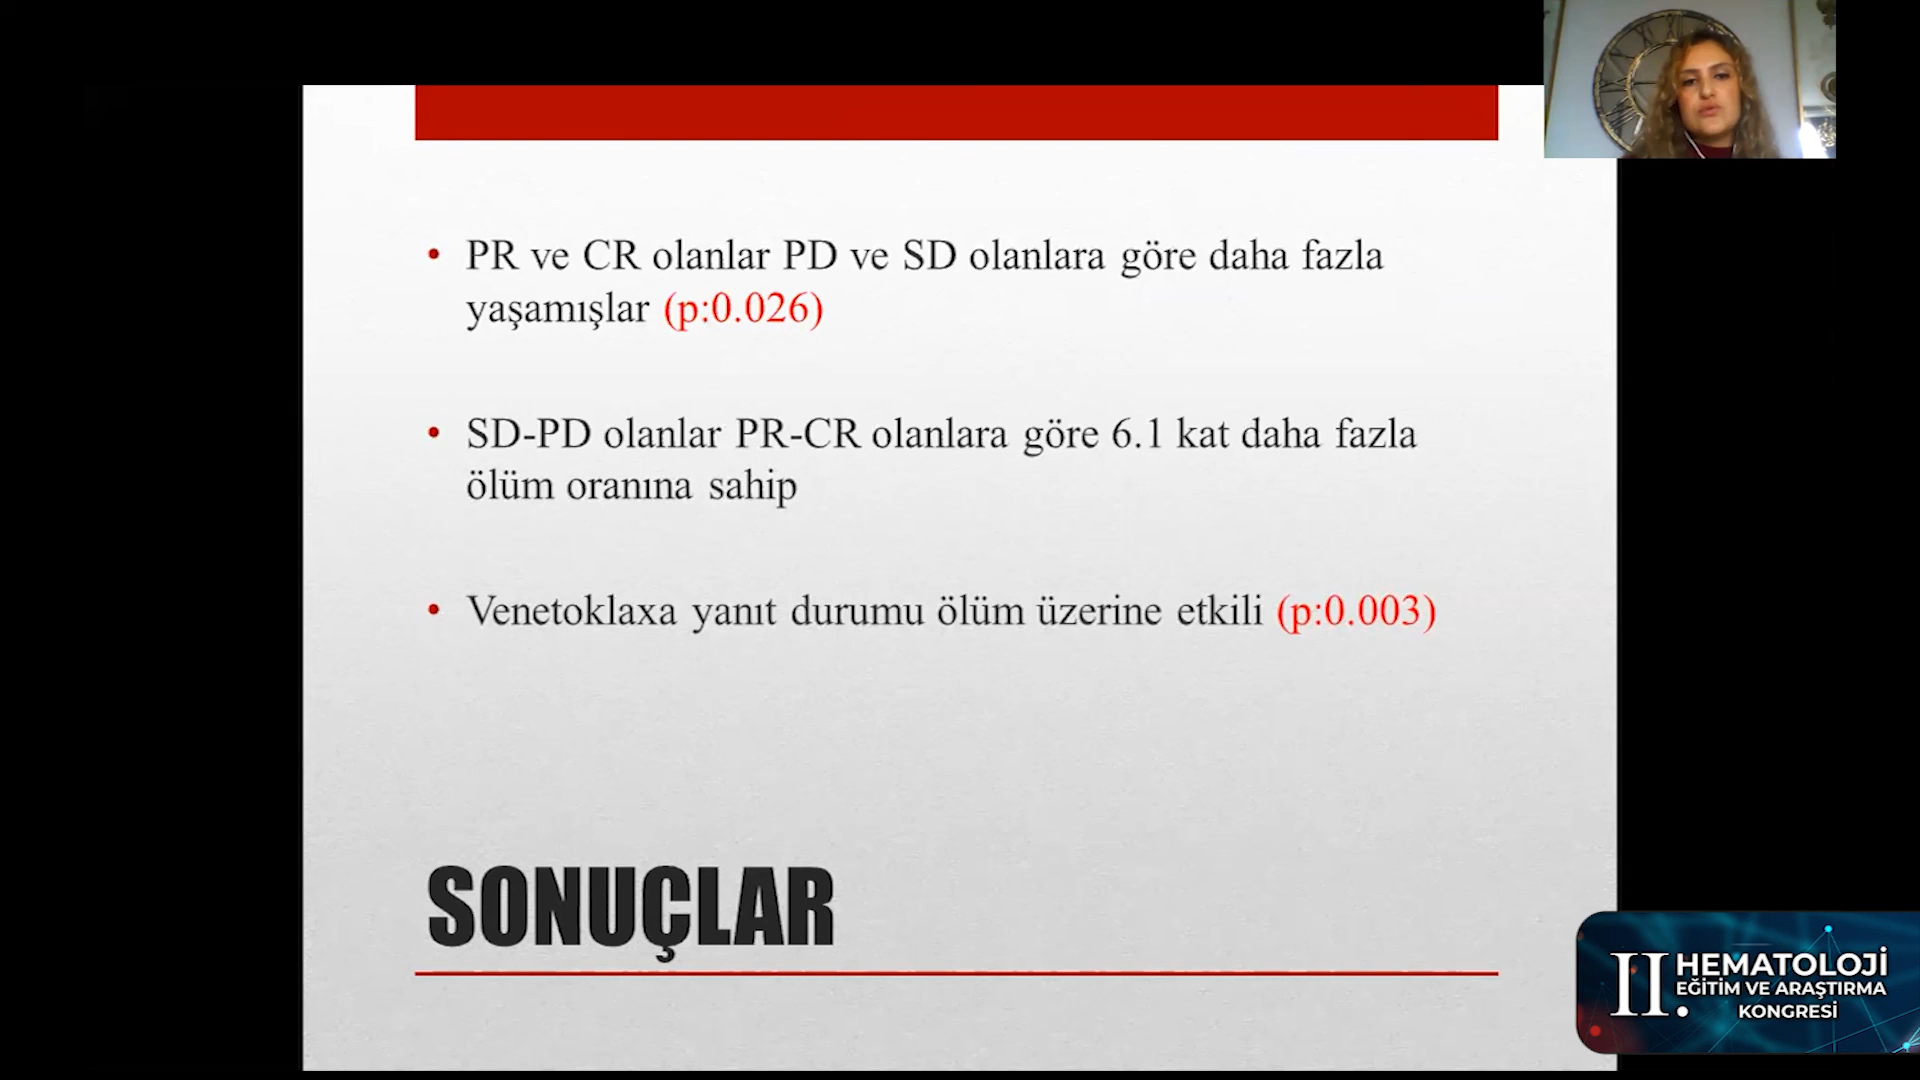 • PR ve CR olanlar PD ve SD olanlara göre daha fazla
yaşamışlar (p:0.026)
• SD-PD olanlar PR-CR olanlara göre 6.1 kat daha fazla
ölüm oranına sahip
• Venetoklaxa yanıt durumu ölüm üzerine etkili (p:0.003)
SONUÇLAR
II. HEMATOLOJİ
EĞİTİM VE ARAŞTIRMA
KONGRESİ